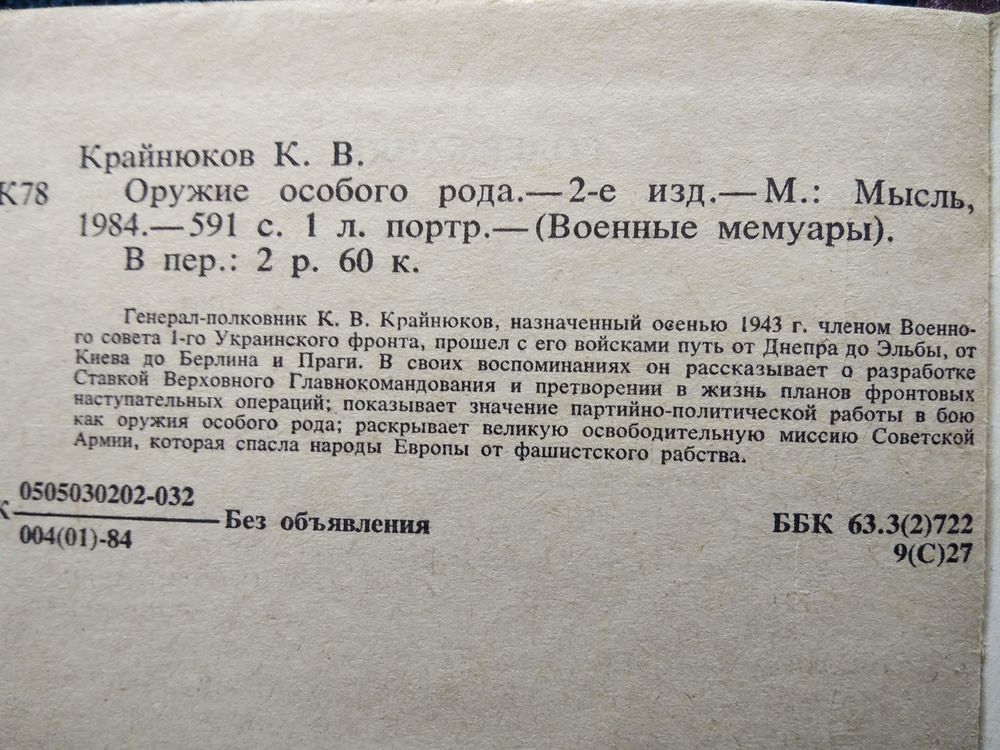 Крайнюков К. В.
К78 Оружие особого рода.—2-е изд.—М.: Мысль,
1984.—591 с. 1 л. портр.—(Военные мемуары).
В пер.: 2 р. 60 к.
Генерал-полковник К. В. Крайнюков, назначенный осенью 1943 г. членом Военно-
го совета 1-го Украинского фронта, прошел с его войсками путь от Днепра до Эльбы, от
Киева до Берлина и Праги. В своих воспоминаниях он рассказывает о разработке
Ставкой Верховного Главнокомандования и претворении в жизнь планов фронтовых
наступательных операций; показывает значение партийно-политической работы в бою
как оружия особого рода; раскрывает великую освободительную миссию Советской
Армии, которая спасла народы Европы от фашистского рабства.
К 0505030202-032
004(01)-84
Без объявления
ББК 63.3(2)722
9(С)27